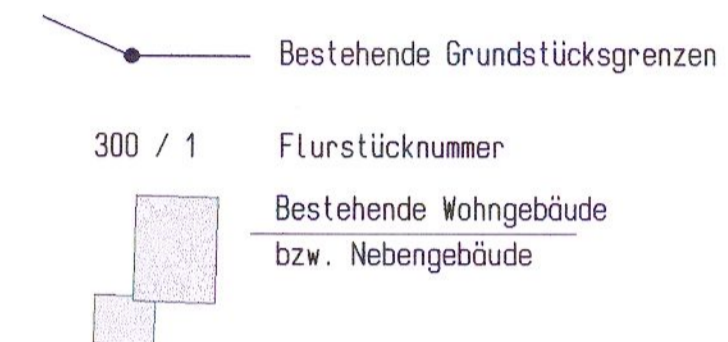 Bestehende Grundstücksgrenzen
300 / 1 Flurstücknummer
Bestehende Wohngebäude
bzw. Nebengebäude